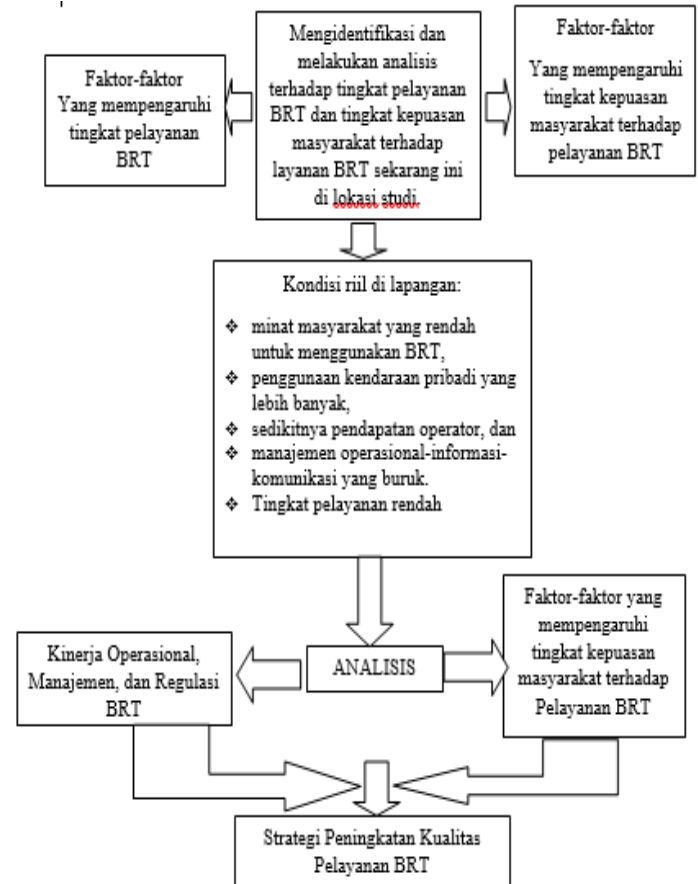 Faktor-faktor
Yang mempengaruhi
tingkat pelayanan
BRT
Mengidentifikasi dan
melakukan analisis
terhadap tingkat pelayanan
BRT dan tingkat kepuasan
masyarakat terhadap
layanan BRT sekarang ini
di lokasi studi.
Faktor-faktor
Yang mempengaruhi
tingkat kepuasan
masyarakat terhadap
pelayanan BRT
Kondisi riil di lapangan:
❖ minat masyarakat yang rendah
untuk menggunakan BRT,
❖ penggunaan kendaraan pribadi yang
lebih banyak,
❖ sedikitnya pendapatan operator, dan
❖ manajemen operasional-informasi-
komunikasi yang buruk.
❖ Tingkat pelayanan rendah
Kinerja Operasional,
Manajemen, dan Regulasi
BRT
ANALISIS
Faktor-faktor yang
mempengaruhi
tingkat kepuasan
masyarakat terhadap
Pelayanan BRT
Strategi Peningkatan Kualitas
Pelayanan BRT